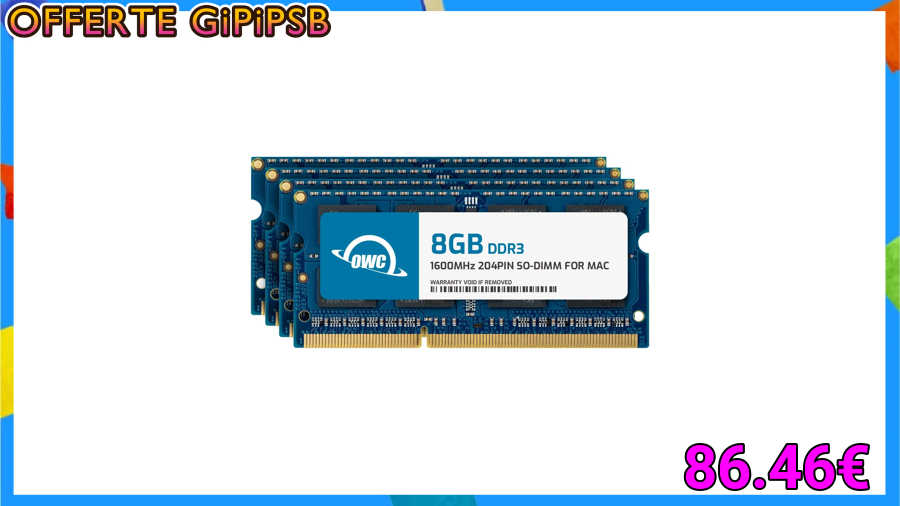 OFFERTE GiPiPSB
OWC
8GB DDR3
1600MHz 204PIN SO-DIMM FOR MAC
WARRANTY VOID IF REMOVED
86.46€